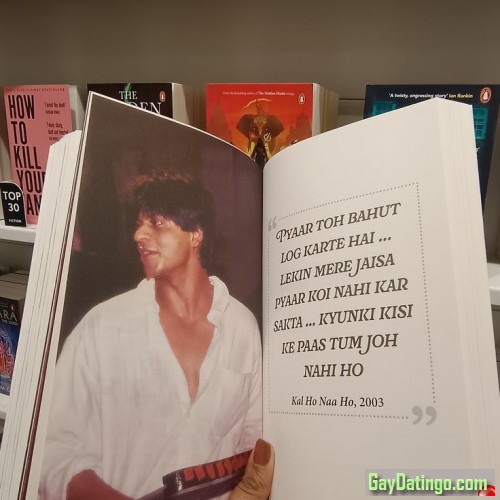 HOW TO
KILL
YOUR
TOP
30
FICTION
THE
'A twisty, engrossing story' Ian Rankin
"PYAAR TOH BAHUT
LOG KARTE HAI ...
LEKIN MERE JAISA
PYAAR KOI NAHI KAR
SAKTA ... KYUNKI KISI
KE PAAS TUM JOH
NAHI HO
Kal Ho Naa Ho, 2003
"
GayDatingo.com